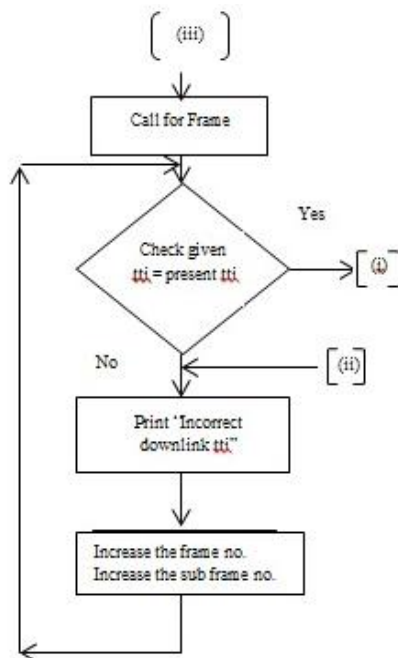 (iii)
Call for Frame
Yes
Check given
tti = present tti
(i)
No
(ii)
Print “Incorrect
downlink tti”
Increase the frame no.
Increase the sub frame no.